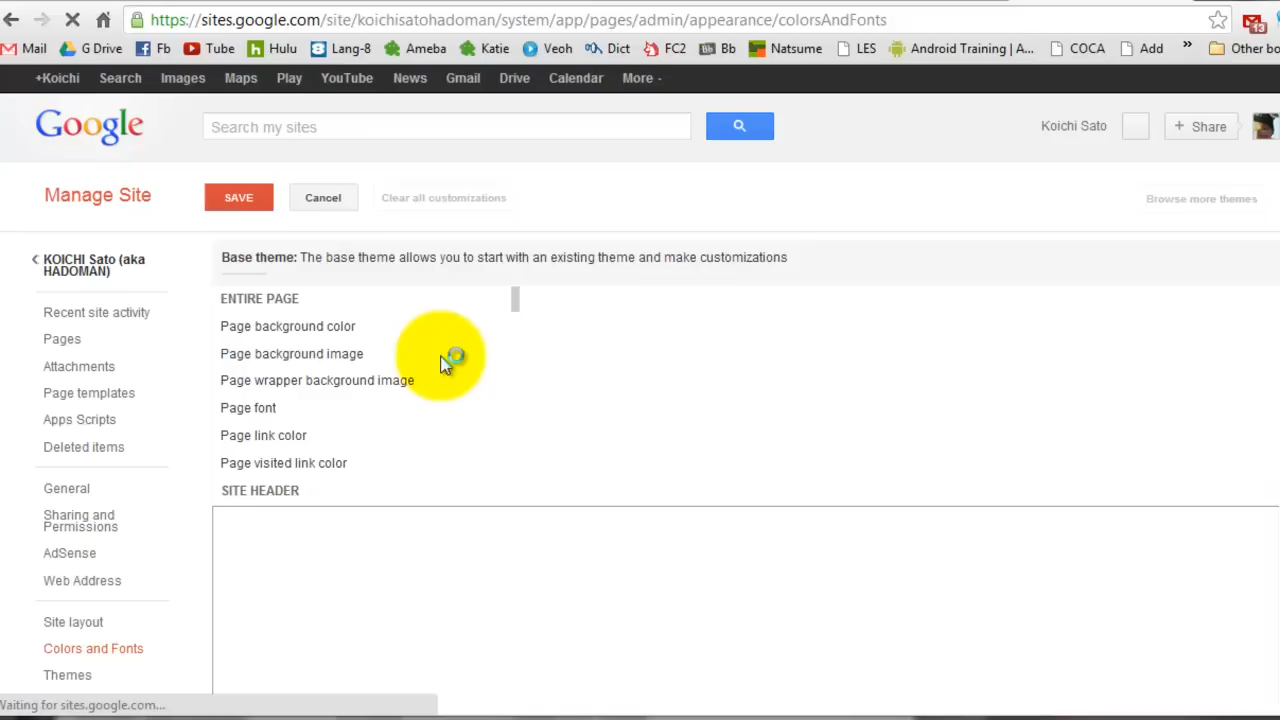 https://sites.google.com/site/koichisatohadoman/system/app/pages/admin/appearance/colorsAndFonts
Mail G Drive Fb Tube Hulu Lang-8 Ameba Katie Veoh Dict FC2 Bb Natsume LES Android Training | A... COCA Add » Other bo
13
+Koichi Search Images Maps Play YouTube News Gmail Drive Calendar More
Google Search my sites Koichi Sato + Share
Manage Site SAVE Cancel Clear all customizations Browse more themes
KOICHI Sato (aka
HADOMAN)
Recent site activity
Pages
Attachments
Page templates
Apps Scripts
Deleted items
General
Sharing and
Permissions
AdSense
Web Address
Site layout
Colors and Fonts
Themes
Base theme: The base theme allows you to start with an existing theme and make customizations
ENTIRE PAGE
Page background color
Page background image
Page wrapper background image
Page font
Page link color
Page visited link color
SITE HEADER
Waiting for sites.google.com...